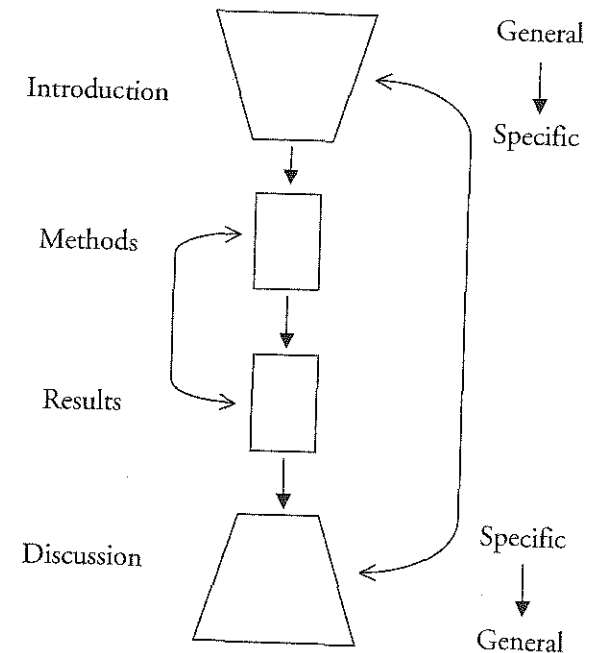 General
Introduction
Specific
Methods
Results
Specific
Discussion
General